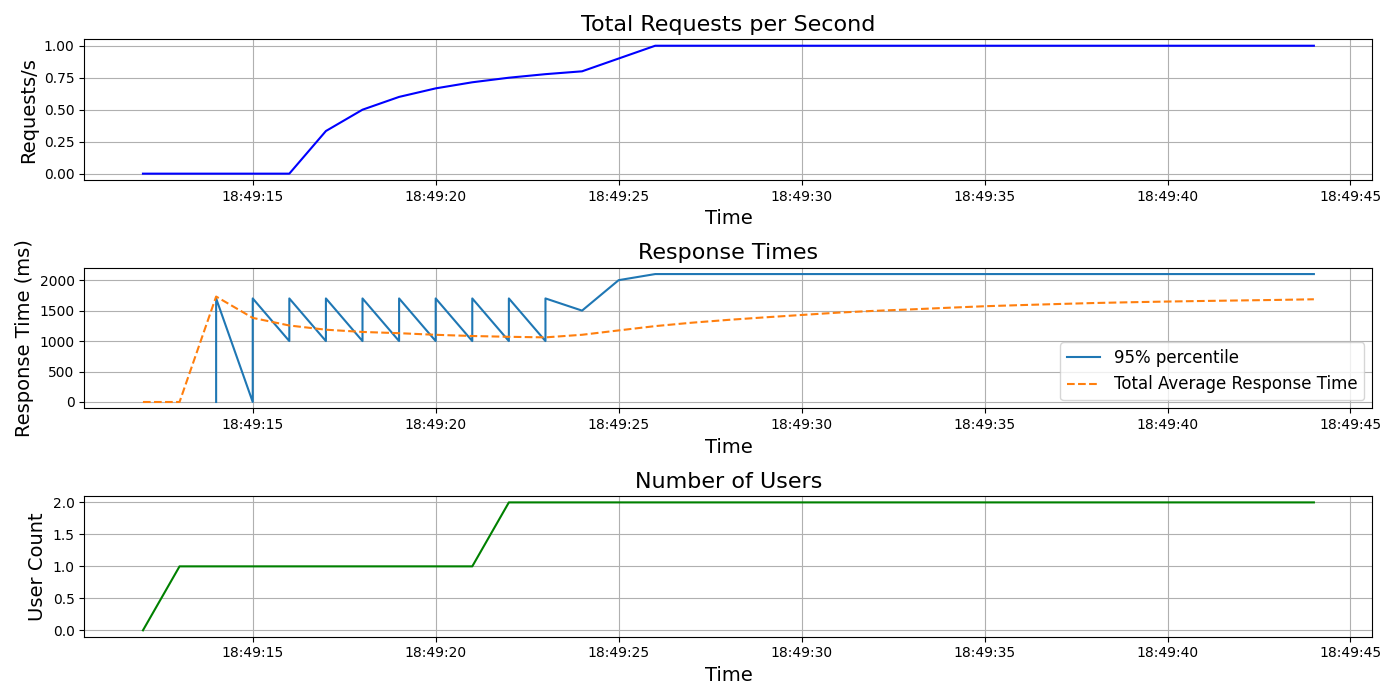 Total Requests per Second
Requests/s
1.00
0.75
0.50
0.25
0.00
18:49:15 18:49:20 18:49:25 18:49:30 18:49:35 18:49:40 18:49:45
Time
Response Times
Response Time (ms)
2000
1500
1000
500
0
95% percentile
Total Average Response Time
18:49:15 18:49:20 18:49:25 18:49:30 18:49:35 18:49:40 18:49:45
Time
Number of Users
User Count
2.0
1.5
1.0
0.5
0.0
18:49:15 18:49:20 18:49:25 18:49:30 18:49:35 18:49:40 18:49:45
Time